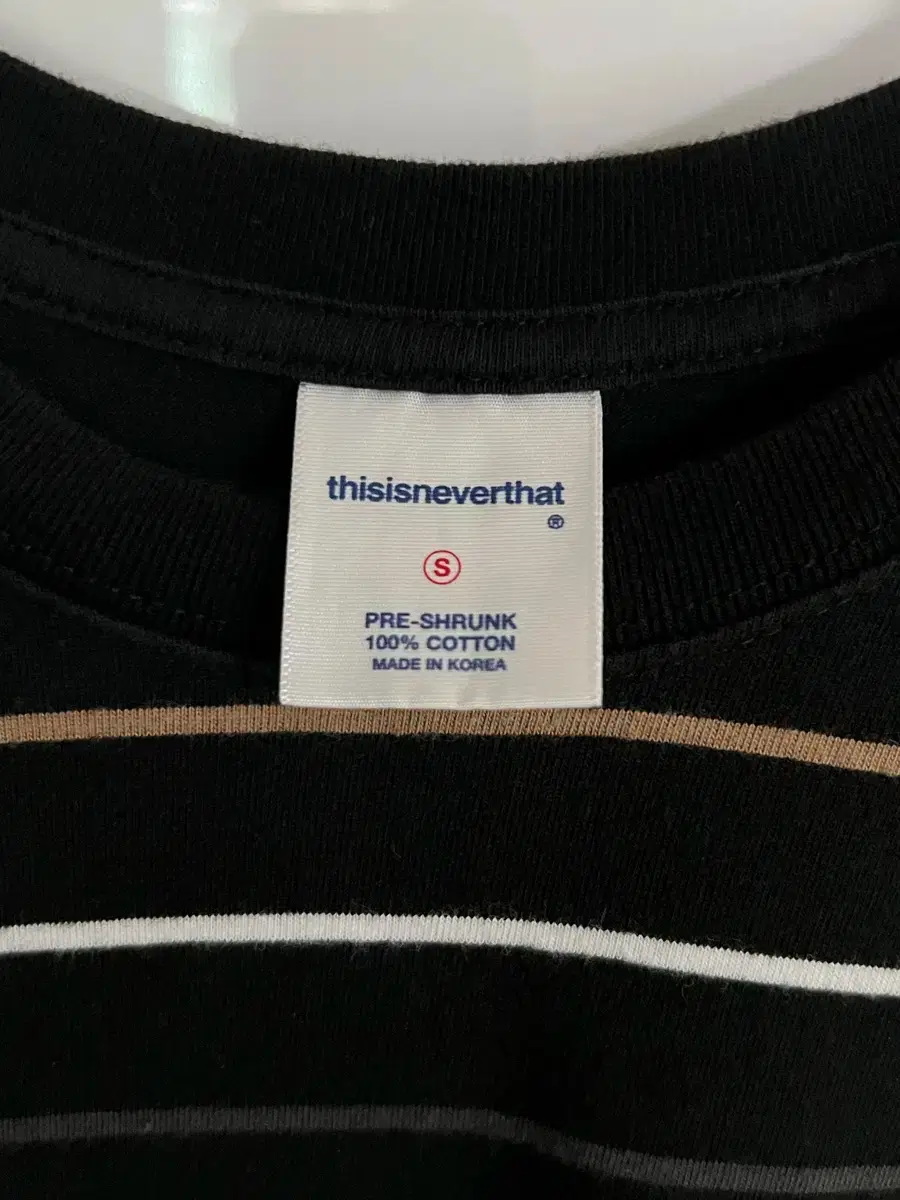 thisisneverthat
®
S
PRE-SHRUNK
100% COTTON
MADE IN KOREA